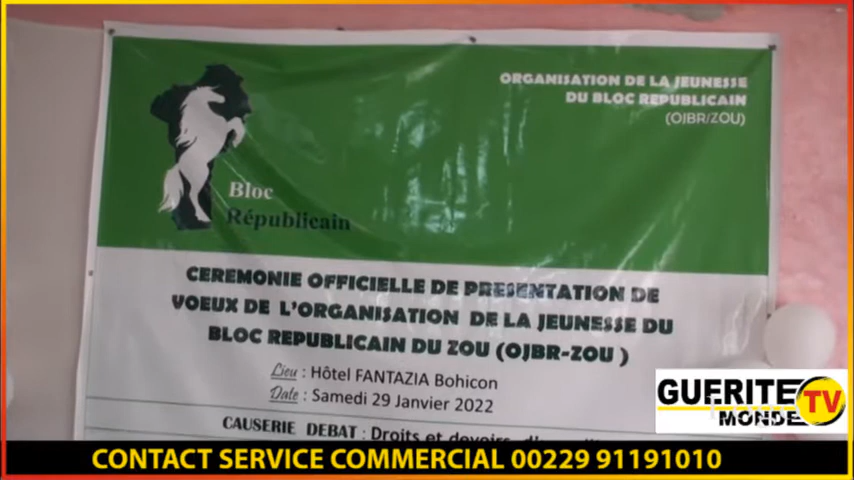 ORGANISATION DE LA JEUNESSE
DU BLOC REPUBLICAIN
(OJBR/ZOU)
Bloc
Républicain
CEREMONIE OFFICIELLE DE PRESENTATION DE
VOEUX DE L'ORGANISATION DE LA JEUNESSE DU
BLOC REPUBLICAIN DU ZOU (OJBR-ZOU )
Lieu : Hôtel FANTAZIA Bohicon
Date : Samedi 29 Janvier 2022
CAUSERIE DEBAT : Droits et devoirs
GUERITE TV
MONDE
CONTACT SERVICE COMMERCIAL 00229 91191010